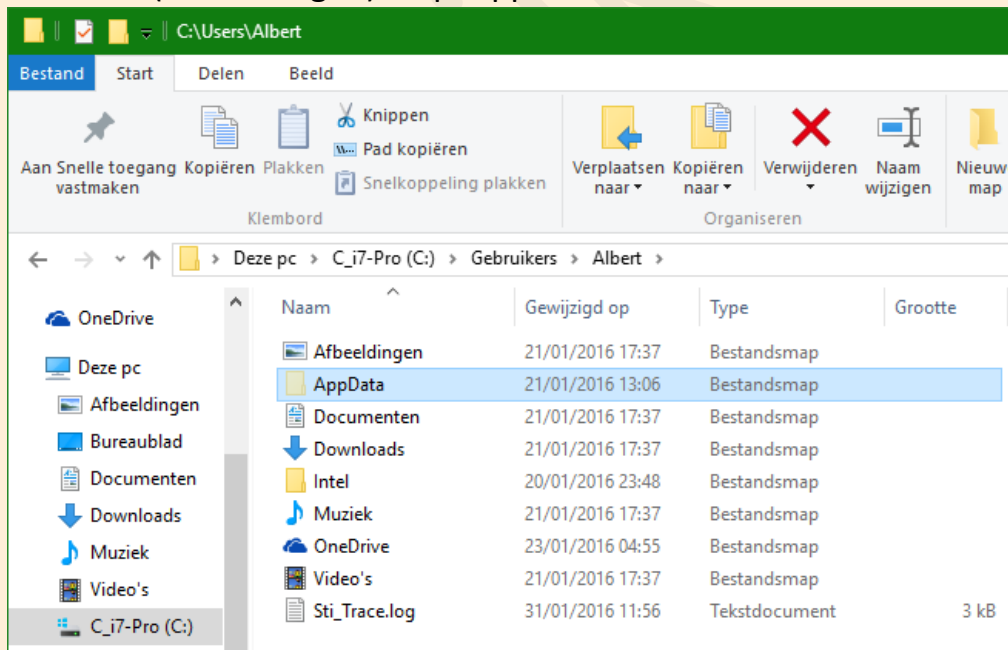 C:\Users\Albert
Bestand Start Delen Beeld
Aan Snelle toegang vastmaken
Kopiëren
Plakken
Knippen
Pad kopiëren
Snelkoppeling plakken
Klembord
Verplaatsen naar
Kopiëren naar
Verwijderen
Naam wijzigen
Nieuw map
Organiseren
Deze pc > C_i7-Pro (C:) > Gebruikers > Albert >
OneDrive
Deze pc
Afbeeldingen
Bureaublad
Documenten
Downloads
Muziek
Video's
C_i7-Pro (C:)
Naam Gewijzigd op Type Grootte
Afbeeldingen 21/01/2016 17:37 Bestandsmap
AppData 21/01/2016 13:06 Bestandsmap
Documenten 21/01/2016 17:37 Bestandsmap
Downloads 21/01/2016 17:37 Bestandsmap
Intel 20/01/2016 23:48 Bestandsmap
Muziek 21/01/2016 17:37 Bestandsmap
OneDrive 23/01/2016 04:55 Bestandsmap
Video's 21/01/2016 17:37 Bestandsmap
Sti_Trace.log 31/01/2016 11:56 Tekstdocument 3 kB